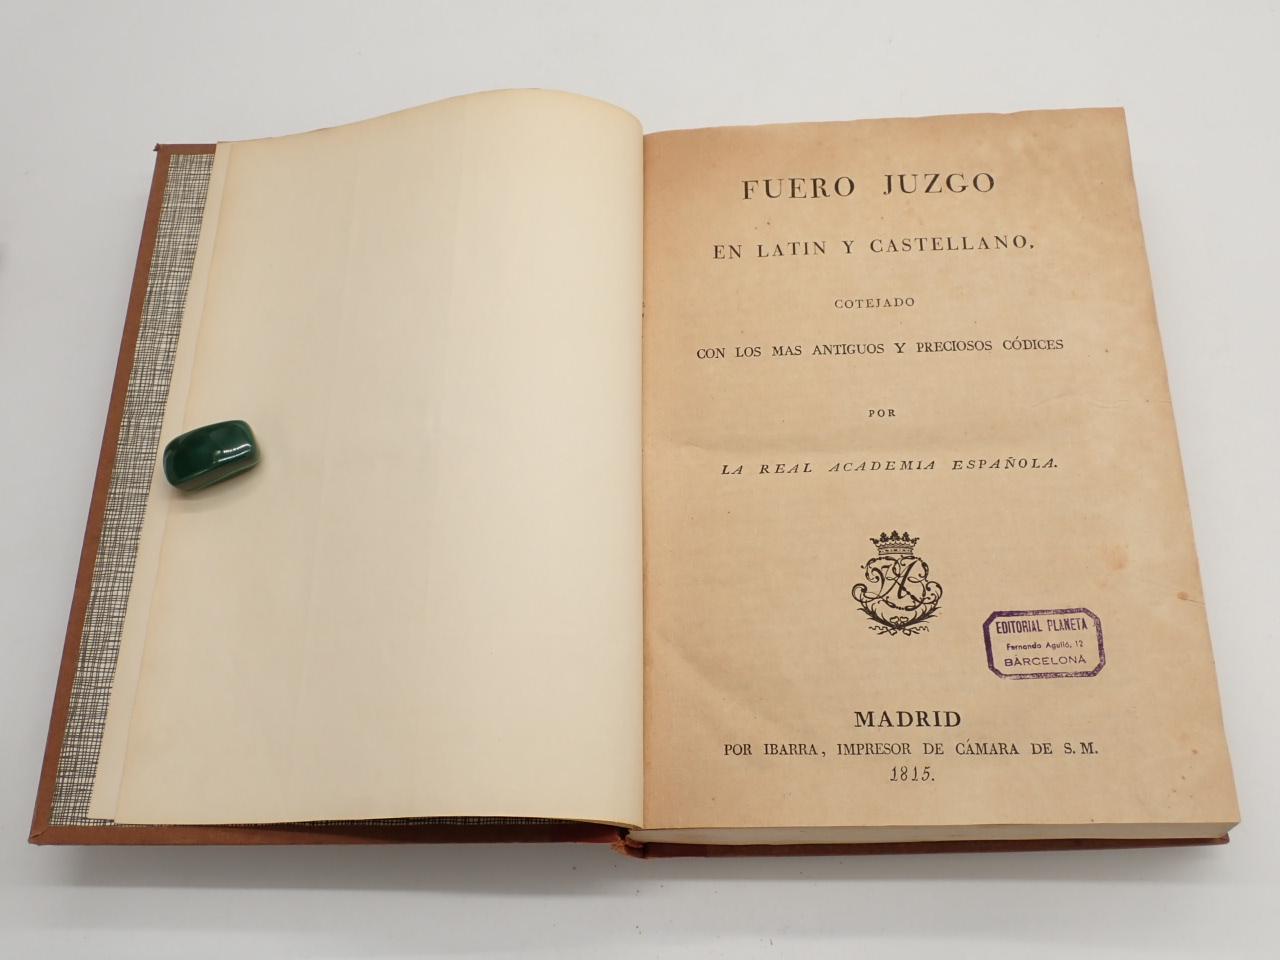 FUERO JUZGO
EN LATIN Y CASTELLANO,
COTEJADO
CON LOS MAS ANTIGUOS Y PRECIOSOS CÓDICES
POR
LA REAL ACADEMIA ESPAÑOLA.
EDITORIAL PLANETA
Fernando Agulló, 12
BARCELONA
MADRID
POR IBARRA, IMPRESOR DE CÁMARA DE S. M.
1815.